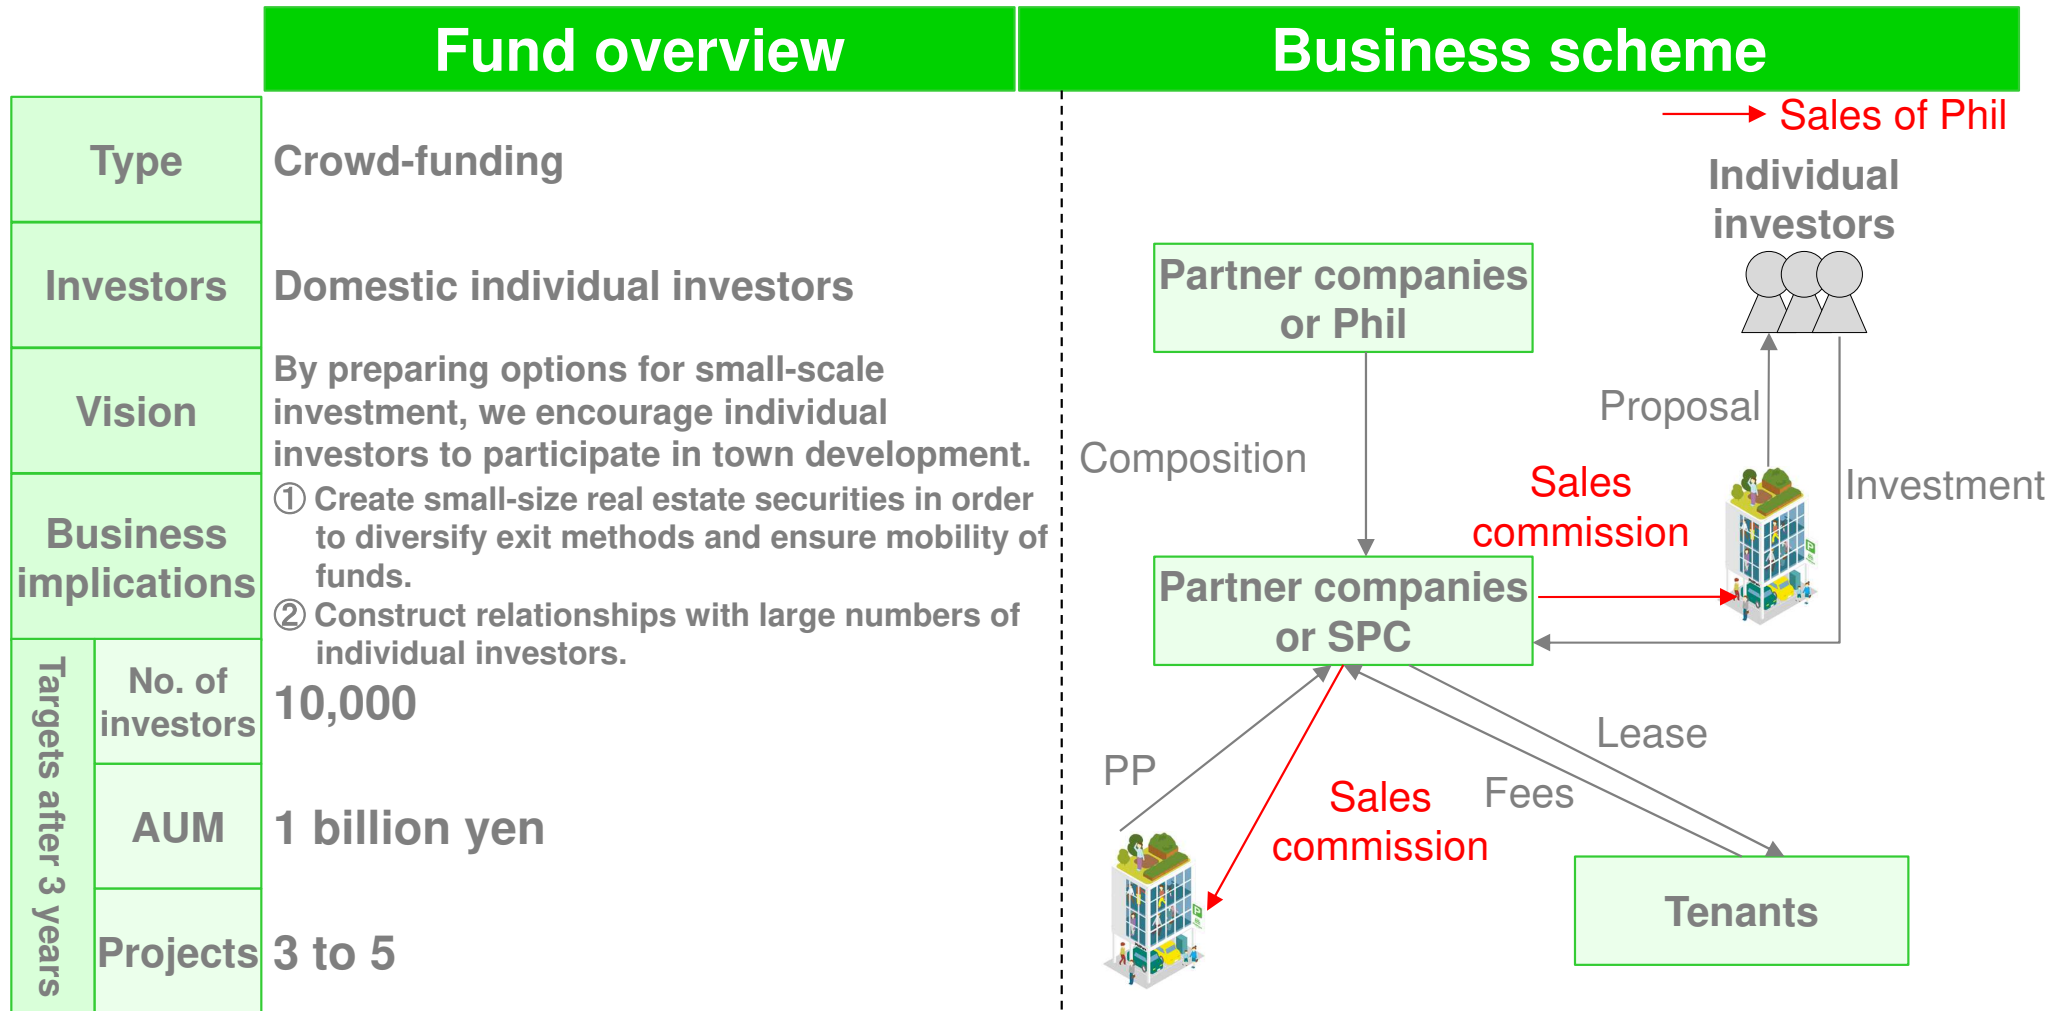 Fund overview
Business scheme
Type
Crowd-funding
Investors
Domestic individual investors
Vision
By preparing options for small-scale
investment, we encourage individual
investors to participate in town development.
Business
implications
① Create small-size real estate securities in order
to diversify exit methods and ensure mobility of
funds.
② Construct relationships with large numbers of
individual investors.
Targets after 3 years
No. of
investors
10,000
AUM
1 billion yen
Projects
3 to 5
Sales of Phil
Individual
investors
Partner companies
or Phil
Proposal
Composition
Investment
Sales
commission
Partner companies
or SPC
PP
Sales
commission
Lease
Fees
Tenants
P
P